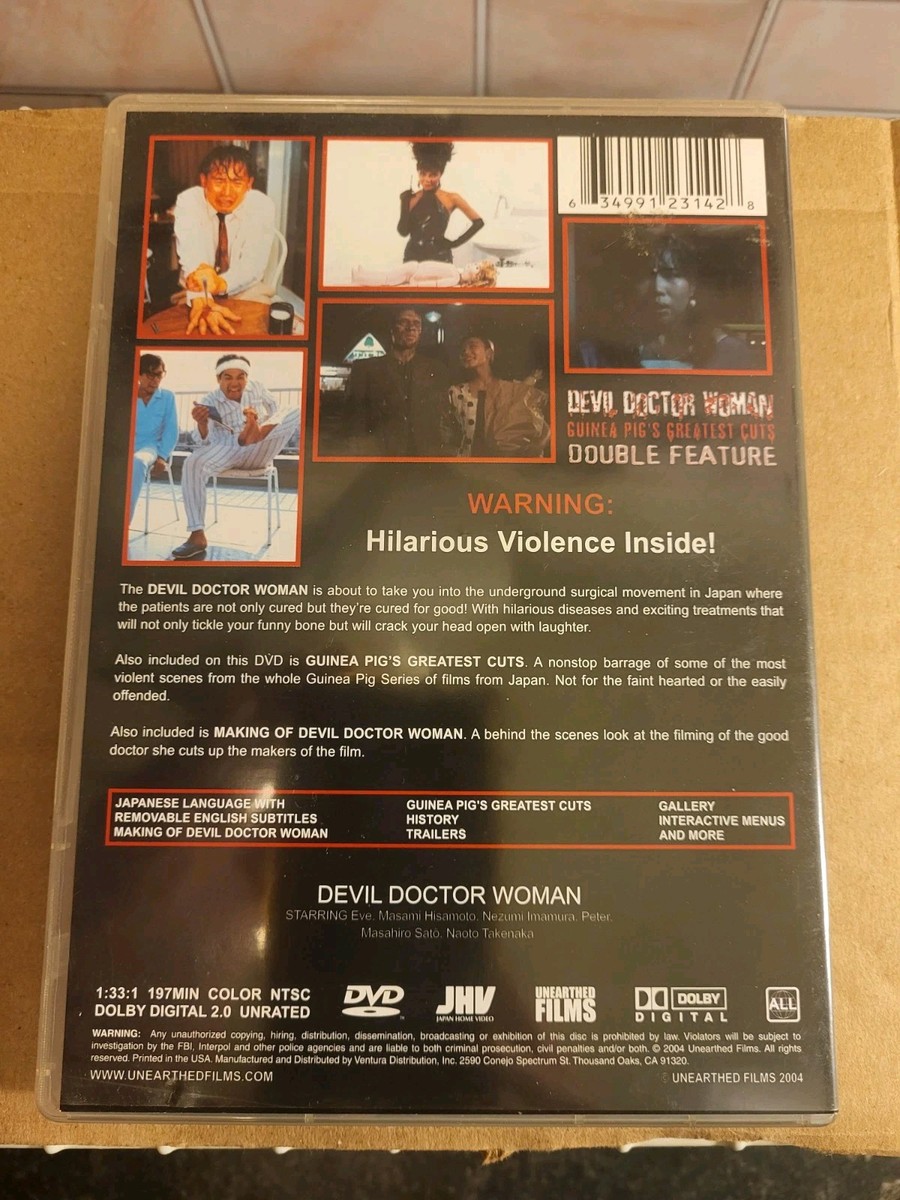 6 34991 23142 8
DEVIL DOCTOR WOMAN
GUINEA PIG'S GREATEST CUTS
DOUBLE FEATURE
WARNING:
Hilarious Violence Inside!
The DEVIL DOCTOR WOMAN is about to take you into the underground surgical movement in Japan where
the patients are not only cured but they're cured for good! With hilarious diseases and exciting treatments that
will not only tickle your funny bone but will crack your head open with laughter.
Also included on this DVD is GUINEA PIG'S GREATEST CUTS. A nonstop barrage of some of the most
violent scenes from the whole Guinea Pig Series of films from Japan. Not for the faint hearted or the easily
offended.
Also included is MAKING OF DEVIL DOCTOR WOMAN. A behind the scenes look at the filming of the good
doctor she cuts up the makers of the film.
JAPANESE LANGUAGE WITH
REMOVABLE ENGLISH SUBTITLES
MAKING OF DEVIL DOCTOR WOMAN
GUINEA PIG'S GREATEST CUTS
HISTORY
TRAILERS
GALLERY
INTERACTIVE MENUS
AND MORE
DEVIL DOCTOR WOMAN
STARRING Eve, Masami Hisamoto, Nezumi Imamura, Peter,
Masahiro Satô, Naoto Takenaka
1:33:1 197MIN COLOR NTSC
DOLBY DIGITAL 2.0 UNRATED
DVD
JHV
JAPAN HOME VIDEO
UNEARTHED
FILMS
DOLBY
DIGITAL
ALL
WARNING: Any unauthorized copying, hiring, distribution, dissemination, broadcasting or exhibition of this disc is prohibited by law. Violators will be subject to
investigation by the FBI, Interpol and other police agencies and are liable to both criminal prosecution, civil penalties and/or both. © 2004 Unearthed Films. All rights
reserved. Printed in the USA. Manufactured and Distributed by Ventura Distribution, Inc. 2590 Conejo Spectrum St. Thousand Oaks, CA 91320.
WWW.UNEARTHEDFILMS.COM
UNEARTHED FILMS 2004